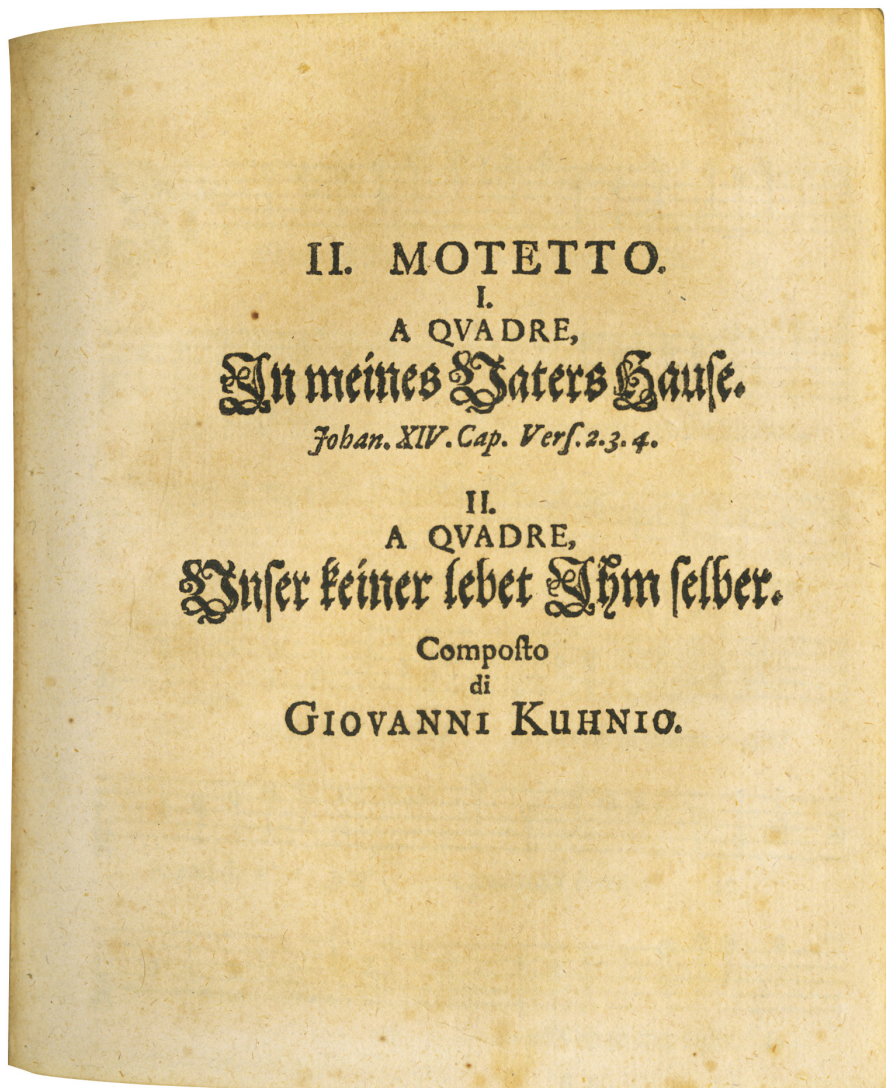 II. MOTETTO.
I.
A QVADRE,
In meines Vaters Hauſe.
Johan. XIV. Cap. Verſ. 2. 3. 4.
II.
A QVADRE,
Vnſer keiner lebet Ihm ſelber.
Compoſto
di
GIOVANNI KUHNIO.